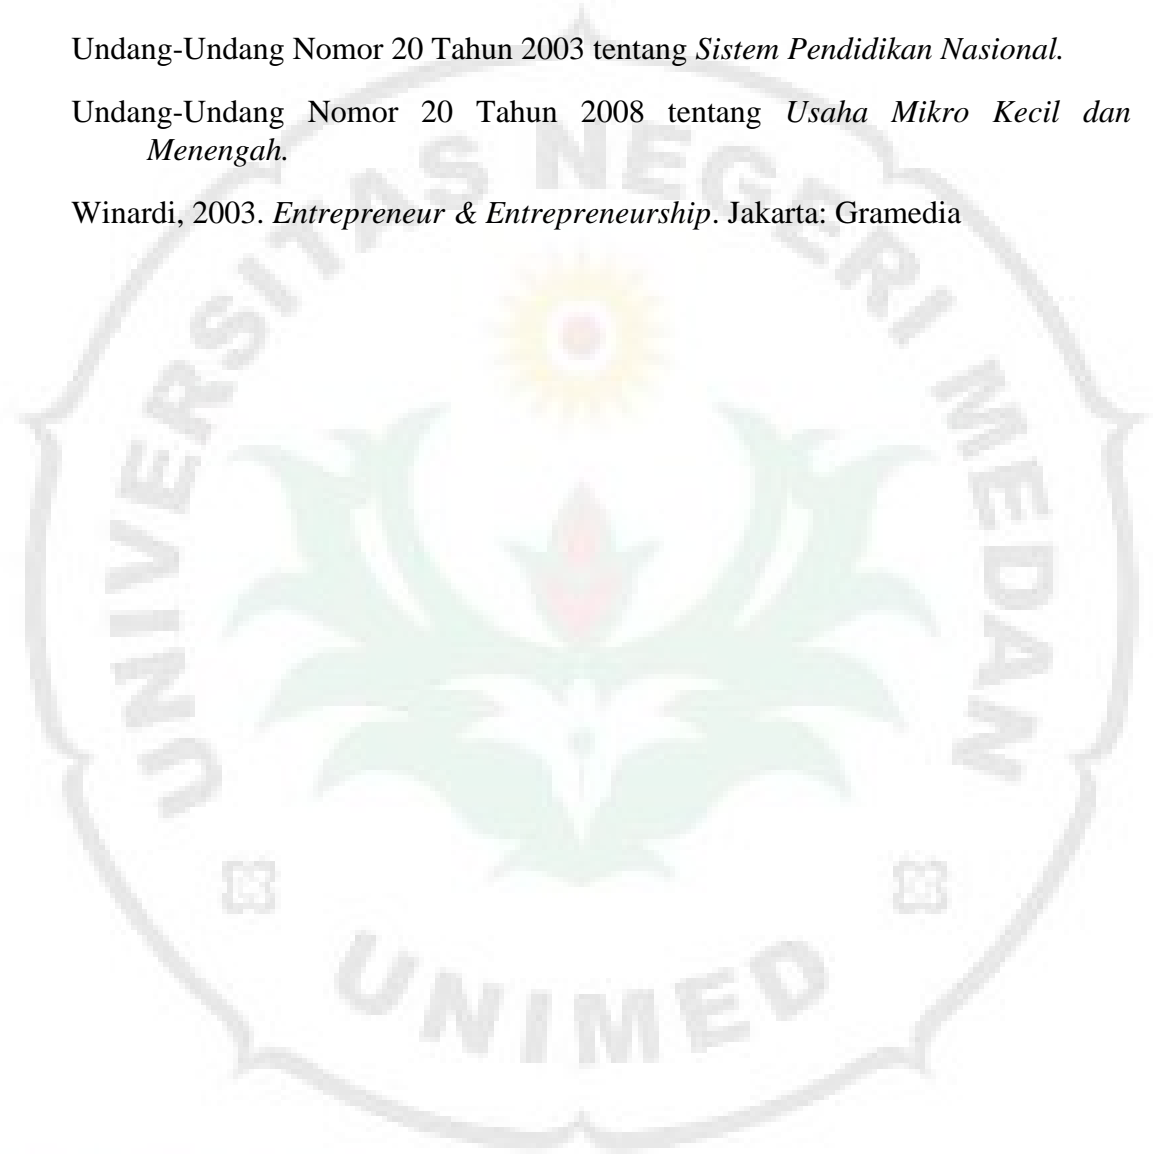 Undang-Undang Nomor 20 Tahun 2003 tentang Sistem Pendidikan Nasional.
Undang-Undang Nomor 20 Tahun 2008 tentang Usaha Mikro Kecil dan
Menengah.
Winardi, 2003. Entrepreneur & Entrepreneurship. Jakarta: Gramedia
UNIVERSITAS NEGERI MEDAN
UNIMED